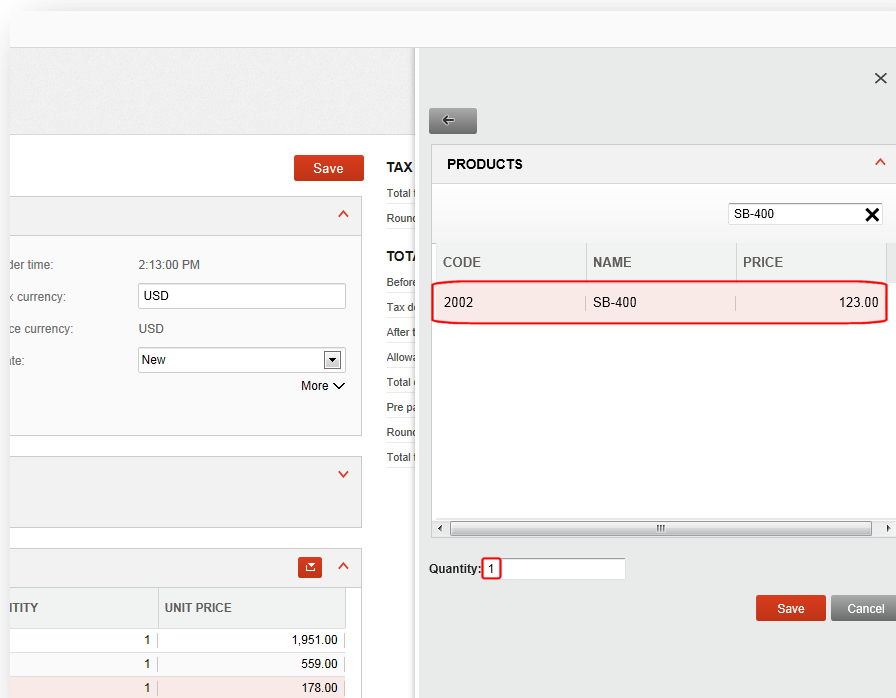 Save
der time:
2:13:00 PM
currency:
USD
ce currency:
USD
New
More
TITY
UNIT PRICE
1
1,951.00
1
559.00
1
178.00
TAX
Total
Round
TOTA
Before
Tax de
After t
Allowa
Total
Pre pa
Round
Total
PRODUCTS
SB-400
CODE
NAME
PRICE
2002
SB-400
123.00
Quantity:
1
Save
Cancel